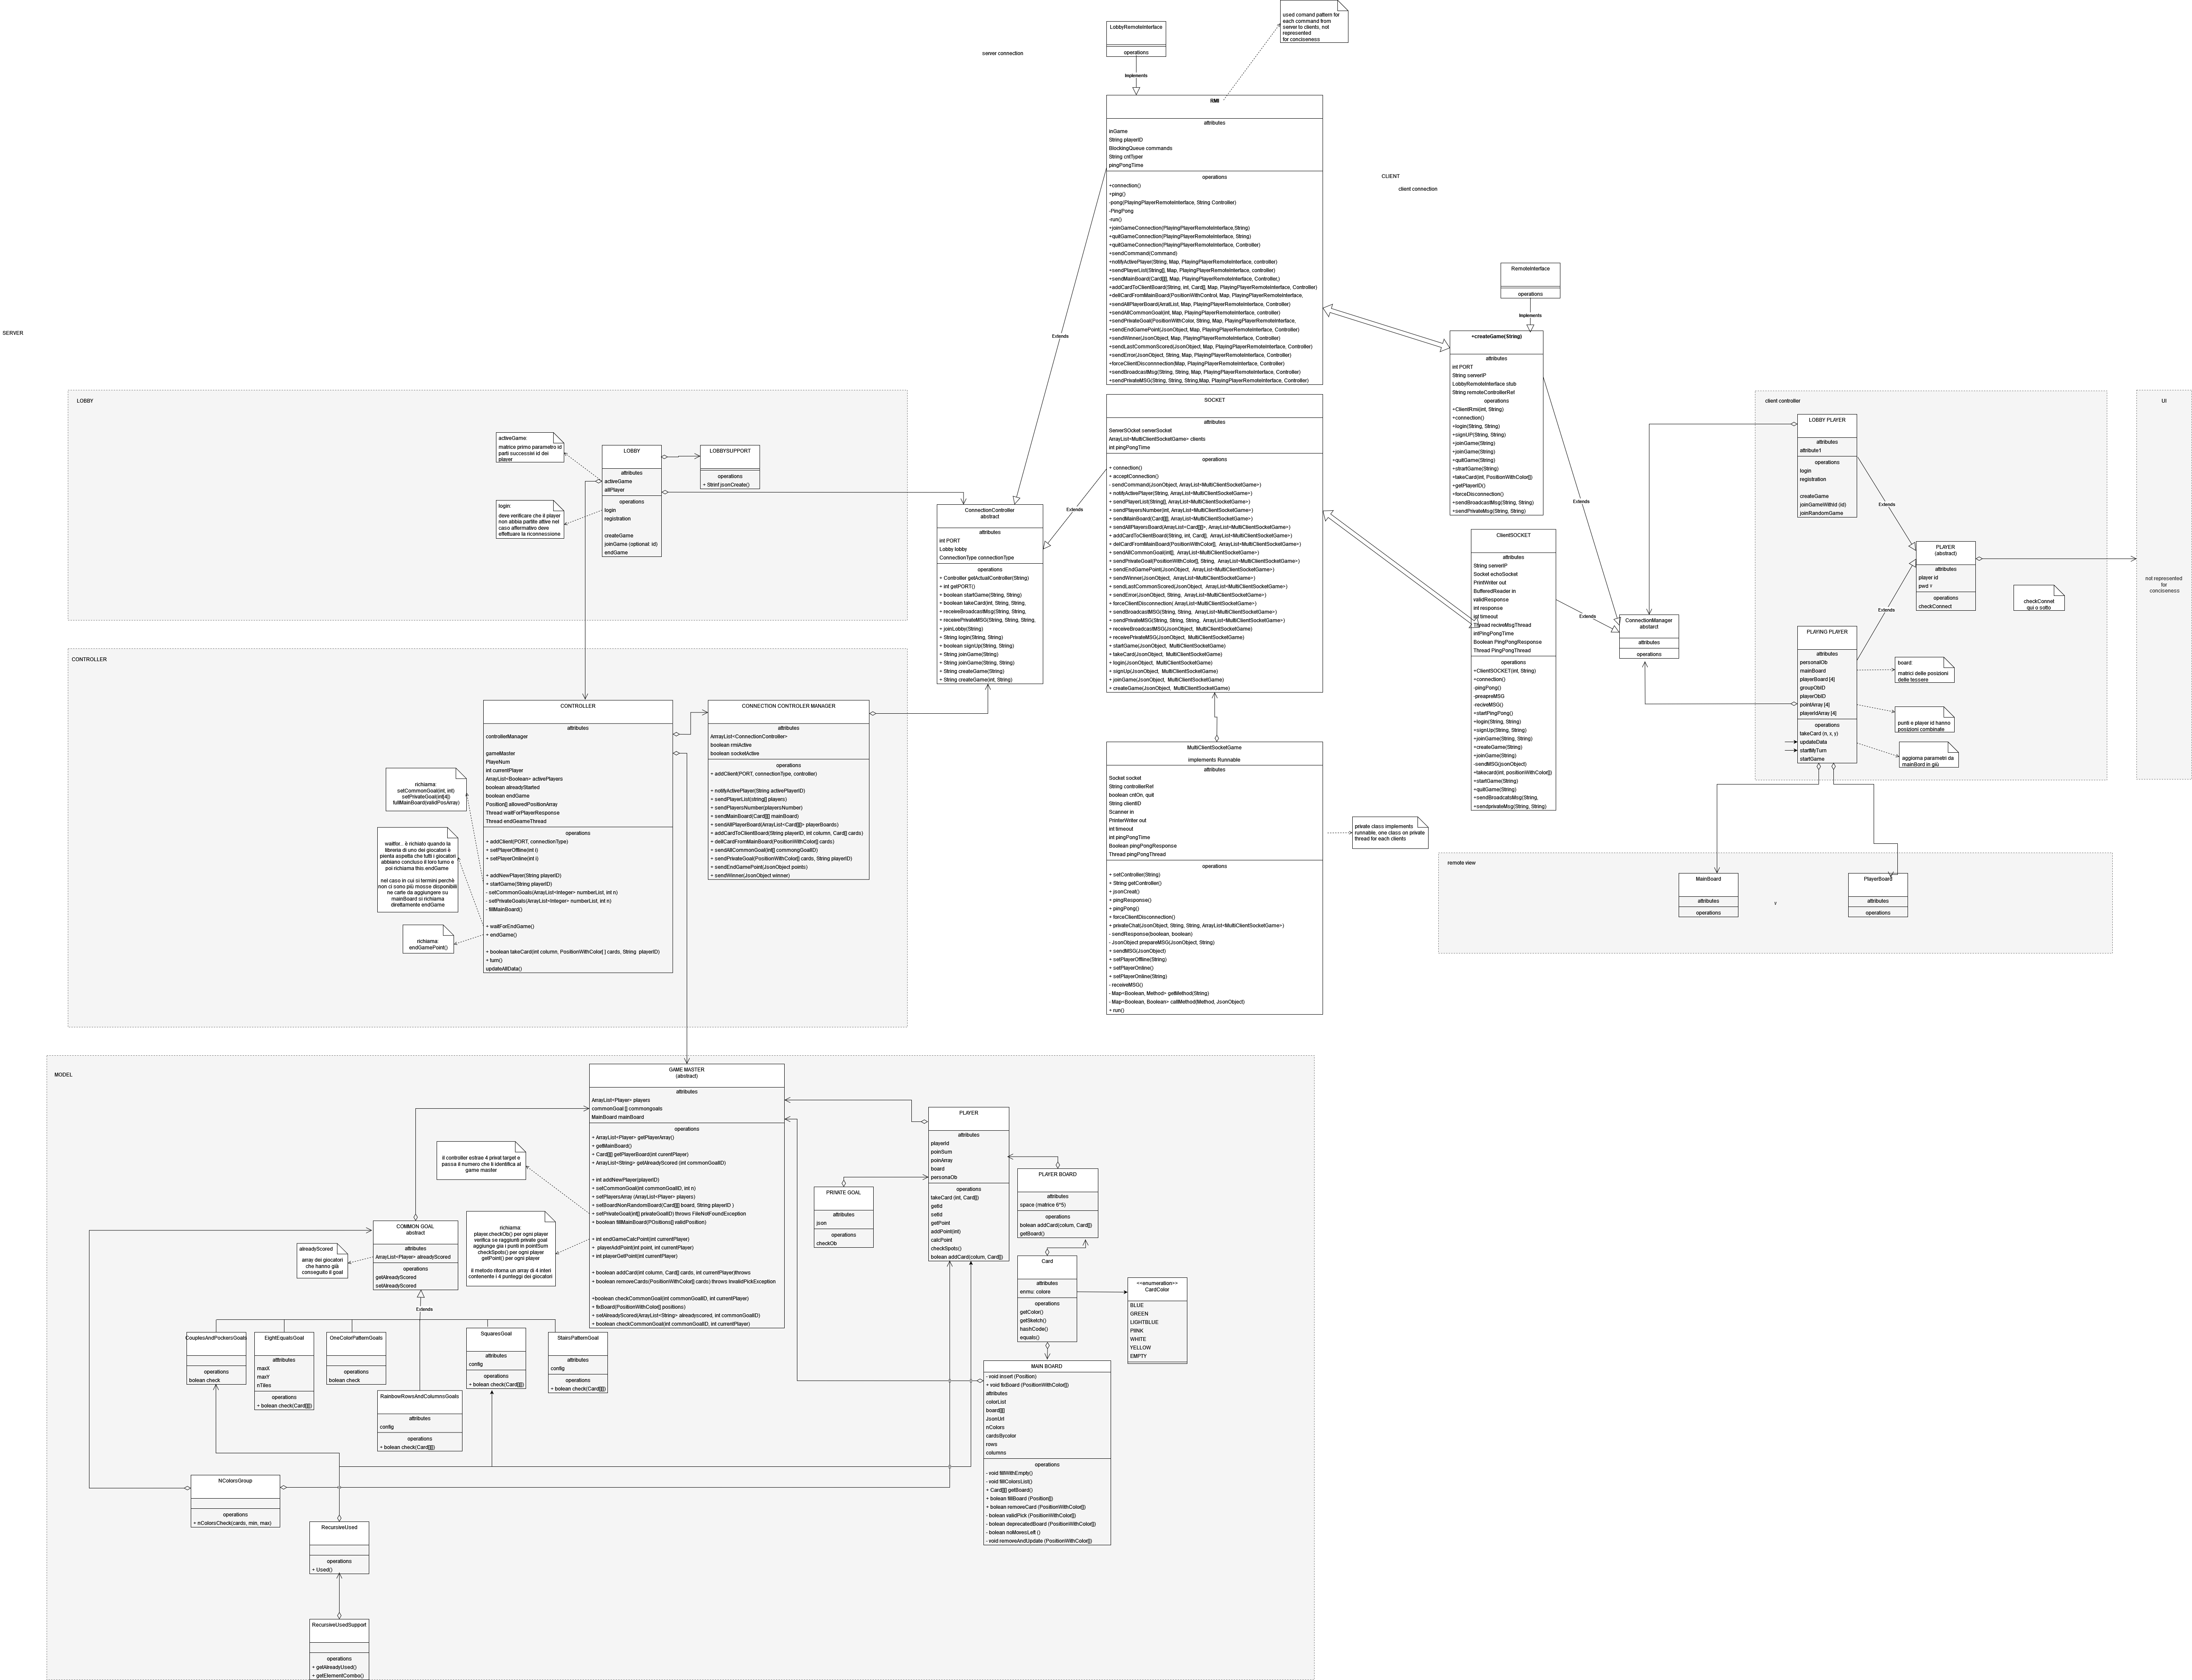 used comand pattern for
each command from
server to clients, not
represented
for conciseness
LobbyRemoteInterface
operations
server connection
Implements
RMI
attributes
inGame
String playerID
BlockingQueue commands
String cntTyper
pingPongTime
operations
+connection()
+ping()
-pong(PlayingPlayerRemoteInterface, String Controller)
-PingPong
-run()
+joinGameConnection(PlayingPlayerRemoteInterface,String)
+quitGameConnection(PlayingPlayerRemoteInterface, String)
+quitGameConnection(PlayingPlayerRemoteInterface, Controller)
+sendCommand(Command)
+notifyActivePlayer(String, Map, PlayingPlayerRemoteInterface, controller)
+sendPlayerList(String[], Map, PlayingPlayerRemoteInterface, controller)
+sendMainBoard(Card[][], Map, PlayingPlayerRemoteInterface, Controller,)
+addCardToClientBoard(String, int, Card[], Map, PlayingPlayerRemoteInterface, Controller)
+dellCardFromMainBoard(PositionWithControl, Map, PlayingPlayerRemoteInterface,
+sendAllPlayerBoard(ArratList, Map, PlayingPlayerRemoteInterface, Controller)
+sendAllCommonGoal(int, Map, PlayingPlayerRemoteInterface, controller)
+sendPrivateGoal(PositionWithColor, String, Map, PlayingPlayerRemoteInterface,
+sendEndGamePoint(JsonObject, Map, PlayingPlayerRemoteInterface, Controller)
+sendWinner(JsonObject, Map, PlayingPlayerRemoteInterface, Controller)
+sendLastCommonScored(JsonObject, Map, PlayingPlayerRemoteInterface, Controller)
+sendError(JsonObject, String, Map, PlayingPlayerRemoteInterface, Controller)
+forceClientDisconnnection(Map, PlayingPlayerRemoteInterface, Controller)
+sendBroadcastMsg(String, String, Map, PlayingPlayerRemoteInterface, Controller)
+sendPrivateMSG(String, String, String,Map, PlayingPlayerRemoteInterface, Controller)
CLIENT
client connection
RemoteInterface
operations
Implements
SERVER
Extends
+createGame(String)
attributes
int PORT
String serverIP
LobbyRemoteInterface stub
String remoteControllerRef
operations
+ClientRmi(int, String)
+connection()
+login(String, String)
+signUP(String, String)
+joinGame(String)
+joinGame(String)
+quitGame(String)
+strartGame(String)
+takeCard(int, PositionWithColor[])
+getPlayerID()
+forceDisconnection()
+sendBroadcastMsg(String, String)
+sendPrivateMsg(String, String)
LOBBY
activeGame:
matrice primo parametro id
parti successivi id dei
player
login:
deve verificare che il player
non abbia partite attive nel
caso affermativo deve
effettuare la riconnessione
LOBBY
attributes
activeGame
allPlayer
operations
login
registration
createGame
joinGame (optional: id)
endGame
LOBBYSUPPORT
operations
+ Strinf jsonCreate()
ConnectionController
abstract
attributes
int PORT
Lobby lobby
ConnectionType connectionType
operations
+ Controller getActualController(String)
+ int getPORT()
+ boolean startGame(String, String)
+ boolean takeCard(int, String, String,
+ receiveBroadcastMsg(String, String,
+ receivePrivateMSG(String, String, String,
+ joinLobby(String)
+ String login(String, String)
+ boolean signUp(String, String)
+ String joinGame(String)
+ String joinGame(String, String)
+ String createGame(String)
+ String createGame(int, String)
Extends
SOCKET
attributes
ServerSOcket serverSocket
ArrayList<MultiClientSocketGame> clients
int pingPongTime
operations
+ connection()
+ acceptConnection()
- sendCommand(JsonObject, ArrayList<MultiClientSocketGame>)
+ notifyActivePlayer(String, ArrayList<MultiClientSocketGame>)
+ sendPlayerList(String[], ArrayList<MultiClientSocketGame>)
+ sendPlayersNumber(int, ArrayList<MultiClientSocketGame>)
+ sendMainBoard(Card[][], ArrayList<MultiClientSocketGame>)
+ sendAllPlayersBoard(ArrayList<Card[][]>, ArrayList<MultiClientSocketGame>)
+ addCardToClientBoard(String, int, Card[], ArrayList<MultiClientSocketGame>)
+ delCardFromMainBoard(PositionWithColor[], ArrayList<MultiClientSocketGame>)
+ sendAllCommonGoal(int[], ArrayList<MultiClientSocketGame>)
+ sendPrivateGoal(PositionWithColor[], String, ArrayList<MultiClientSocketGame>)
+ sendEndGamePoint(JsonObject, ArrayList<MultiClientSocketGame>)
+ sendWinner(JsonObject, ArrayList<MultiClientSocketGame>)
+ sendLastCommonScored(JsonObject, ArrayList<MultiClientSocketGame>)
+ sendError(JsonObject, String, ArrayList<MultiClientSocketGame>)
+ forceClientDisconnection( ArrayList<MultiClientSocketGame>)
+ sendBroadcastMSG(String, String, ArrayList<MultiClientSocketGame>)
+ sendPrivateMSG(String, String, String, ArrayList<MultiClientSocketGame>)
+ receiveBroadcastMSG(JsonObject, MultiClientSocketGame)
+ receivePrivateMSG(JsonObject, MultiClientSocketGame)
+ startGame(JsonObject, MultiClientSocketGame)
+ takeCard(JsonObject, MultiClientSocketGame)
+ login(JsonObject, MultiClientSocketGame)
+ signUp(JsonObject, MultiClientSocketGame)
+ joinGame(JsonObject, MultiClientSocketGame)
+ createGame(JsonObject, MultiClientSocketGame)
ClientSOCKET
attributes
String serverIP
Socket echoSocket
PrintWriter out
BufferedReader in
validResponse
int response
int timeout
Thread reciveMsgThread
intPingPongTime
Boolean PingPongResponse
Thread PingPongThread
operations
+ClientSOCKET(int, String)
+connection()
-pingPong()
-preapreMSG
-reciveMSG()
+startPingPong()
+login(String, String)
+signUp(String, String)
+joinGame(String, String)
+createGame(String)
+joinGame(String)
-sendMSG(jsonObject)
+takecard(int, positionWithColor[])
+startGame(String)
+quitGame(String)
+sendBroadcatsMsg(String,
+sendprivateMsg(String, String)
Extends
Extends
ConnectionManager
abstarct
attributes
operations
client controller
LOBBY PLAYER
attributes
attribute1
operations
login
registration
createGame
joinGameWithId (id)
joinRandomGame
Extends
PLAYER
(abstract)
attributes
player id
pwd =
operations
checkConnect
checkConnet
qui o sotto
Extends
PLAYING PLAYER
attributes
personalOb
mainBoard
playerBoard [4]
groupObID
playerObID
pointArray [4]
playeridArray [4]
operations
takeCard (n, x, y)
updateData
startMyTurn
startGame
board:
matrici delle posizioni
delle tessere
punti e player id hanno
posizioni combinate
aggiorna parametri da
mainBord in giù
UI
not represented
for
conciseness
CONTROLLER
richiama:
setCommonGoal(int, int)
setPrivateGoal(int[4])
fullMainBoard(validPosArray)
waitfor... è richiato quando la
libreria di uno dei giocatori è
pienta aspetta che tutti i giocatori
abbiano concluso il loro turno e
poi richiama this endGame
nel caso in cui si termini perchè
non ci sono più mosse disponibili
ne carte da aggiungere su
mainBoard si richiama
direttamente endGame
richiama:
endGamePoint()
CONTROLLER
attributes
controllerManager
gameMaster
PlayeNum
int currentPlayer
ArrayList<Boolean> activePlayers
boolean alreadyStarted
boolean endGame
Position[] allowedPositionArray
Thread waitForPlayerResponse
Thread endGeameThread
operations
+ addClient(PORT, connectionType)
+ setPlayerOffline(int i)
+ setPlayerOnline(int i)
+ addNewPlayer(String playerID)
+ startGame(String playerID)
- setCommonGoals(ArrayList<Integer> numberList, int n)
- setPrivateGoals(ArrayList<Integer> numberList, int n)
- fillMainBoard()
+ waitForEndGame()
+ endGame()
+ boolean takeCard(int column, PositionWithColor[ ] cards, String playerID)
+ turn()
updateAllData()
CONNECTION CONTROLER MANAGER
attributes
ArrayList<ConnectionController>
boolean rmiActive
boolean socketActive
operations
+ addClient(PORT, connectionType, controller)
+ notifyActivePlayer(String activePlayerID)
+ sendPlayerList(string[] players)
+ sendPlayersNumber(playersNumber)
+ sendMainBoard(Card[][] mainBoard)
+ sendAllPlayerBoard(ArrayList<Card[][]> playerBoards)
+ addCardToClientBoard(String playerID, int column, Card[] cards)
+ dellCardFromMainBoard(PositionWithColor[] cards)
+ sendAllCommonGoal(int[] commongGoalID)
+ sendPrivateGoal(PositionWithColor[] cards, String playerID)
+ sendEndGamePoint(JsonObject points)
+ sendWinner(JsonObject winner)
MultiClientSocketGame
implements Runnable
attributes
Socket socket
String controllerRef
boolean cntOn, quit
String clientID
Scanner in
PrinterWriter out
int timeout
int pingPongTime
Boolean pingPongResponse
Thread pingPongThread
operations
+ setController(String)
+ String getController()
+ jsonCreat()
+ pingResponse()
+ pingPong()
+ forceClientDisconnection()
+ privateChat(JsonObject, String, String, ArrayList<MultiClientSocketGame>)
- sendResponse(boolean, boolean)
- JsonObject prepareMSG(JsonObject, String)
+ sendMSG(JsonObject)
+ setPlayerOffline(String)
+ setPlayerOnline()
+ setPlayerOnline(String)
- receiveMSG()
- Map<Boolean, Method> getMethod(String)
- Map<Boolean, Boolean> callMethod(Method, JsonObject)
+ run()
private class implements
runnable, one class on private
thread for each clients
remote view
MainBoard
attributes
operations
Y
PlayerBoard
attributes
operations
MODEL
GAME MASTER
(abstract)
attributes
ArrayList<Player> players
commonGoal [] commongoals
MainBoard mainBoard
operations
+ ArrayList<Player> getPlayerArray()
+ getMainBoard()
+ Card[][] getPlayerBoard(int curentPlayer)
+ ArrayList<String> getAlreadyScored (int commonGoalID)
+ int addNewPlayer(playerID)
+ setCommonGoal(int commonGoalID, int n)
+ setPlayersArray (ArrayList<Player> players)
+ setBoardNonRandomBoard(Card[][] board, String playerID )
+ setPrivateGoal(int[] privateGoalID) throws FileNotFoundException
+ boolean fillMainBoard(POsitions[] validPosition)
+ int endGameCalcPoint(int currentPlayer)
+ playerAddPoint(int point, int currentPlayer)
+ int playerGetPoint(int currentPlayer)
+ boolean addCard(int column, Card[] cards, int currentPlayer)throws
+ boolean removeCards(PositionWithColor[] cards) throws InvalidPickException
+boolean checkCommonGoal(int commonGoalID, int currentPlayer)
+ fixBoard(PositionWithColor[] positions)
+ setAlreadyScored(ArrayList<String> alreadyscored, int commonGoalID)
+ boolean checkCommonGoal(int commonGoalID, int currentPlayer)
il controller estrae 4 privat target e
passa il numero che ti identifica al
game master
richiama:
player.checkOb() per ogni player
verifica se raggiunti private goal
aggiunge gia i punti in pointSum
checkSpots() per ogni player
getPoint() per ogni player
il metodo ritorna un array di 4 interi
contenente i 4 punteggi dei giocatori
alreadyScored
array dei giocatori
che hanno già
conseguito il goal
COMMON GOAL
abstract
attributes
ArrayList<Player> alreadyScored
operations
getAlreadyScored
setAlreadyScored
Extends
PRIVATE GOAL
attributes
json
operations
checkOb
PLAYER
attributes
playerId
poinSum
poinArray
board
personaOb
operations
takeCard (int, Card[])
getId
setId
getPoint
addPoint(int)
calcPoint
checkSpots()
bolean addCard(colum, Card[])
PLAYER BOARD
attributes
space (matrice 6*5)
operations
bolean addCard(colum, Card[])
getBoard()
Card
attributes
enmu: colore
operations
getColor()
getSketch()
hashCode()
equals()
<<enumeration>>
CardColor
BLUE
GREEN
LIGHTBLUE
PIINK
WHITE
YELLOW
EMPTY
CouplesAndPockersGoals
operations
bolean check
EightEqualsGoal
atttributes
maxX
maxY
nTiles
operations
+ bolean check(Card[][])
OneColorPatternGoals
operations
bolean check
SquaresGoal
attributes
config
operations
+ bolean check(Card[][])
StairsPatternGoal
attributes
config
operations
+ bolean check(Card[][])
RainbowRowsAndColumnsGoals
attributes
config
operations
+ bolean check(Card[][])
MAIN BOARD
- void insert (Position)
+ void fixBoard (PositionWithColor[])
attributes
colorList
board[][]
JsonUrl
nColors
cardsBycolor
rows
columns
operations
- void fillWithEmpty()
- void fillColorsList()
+ Card[][] getBoard()
+ bolean fillBoard (Position[])
+ bolean removeCard (PositionWithColor[])
- bolean validPick (PositionWithColor[])
- bolean deprecatedBoard (PositionWithColor[])
- bolean noMovesLeft ()
- void removeAndUpdate (PositionWithColor[])
NColorsGroup
operations
+ nColorsCheck(cards, min, max)
RecursiveUsed
operations
+ Used()
RecursiveUsedSupport
operations
+ getAlreadyUsed()
+ getElementCombo()